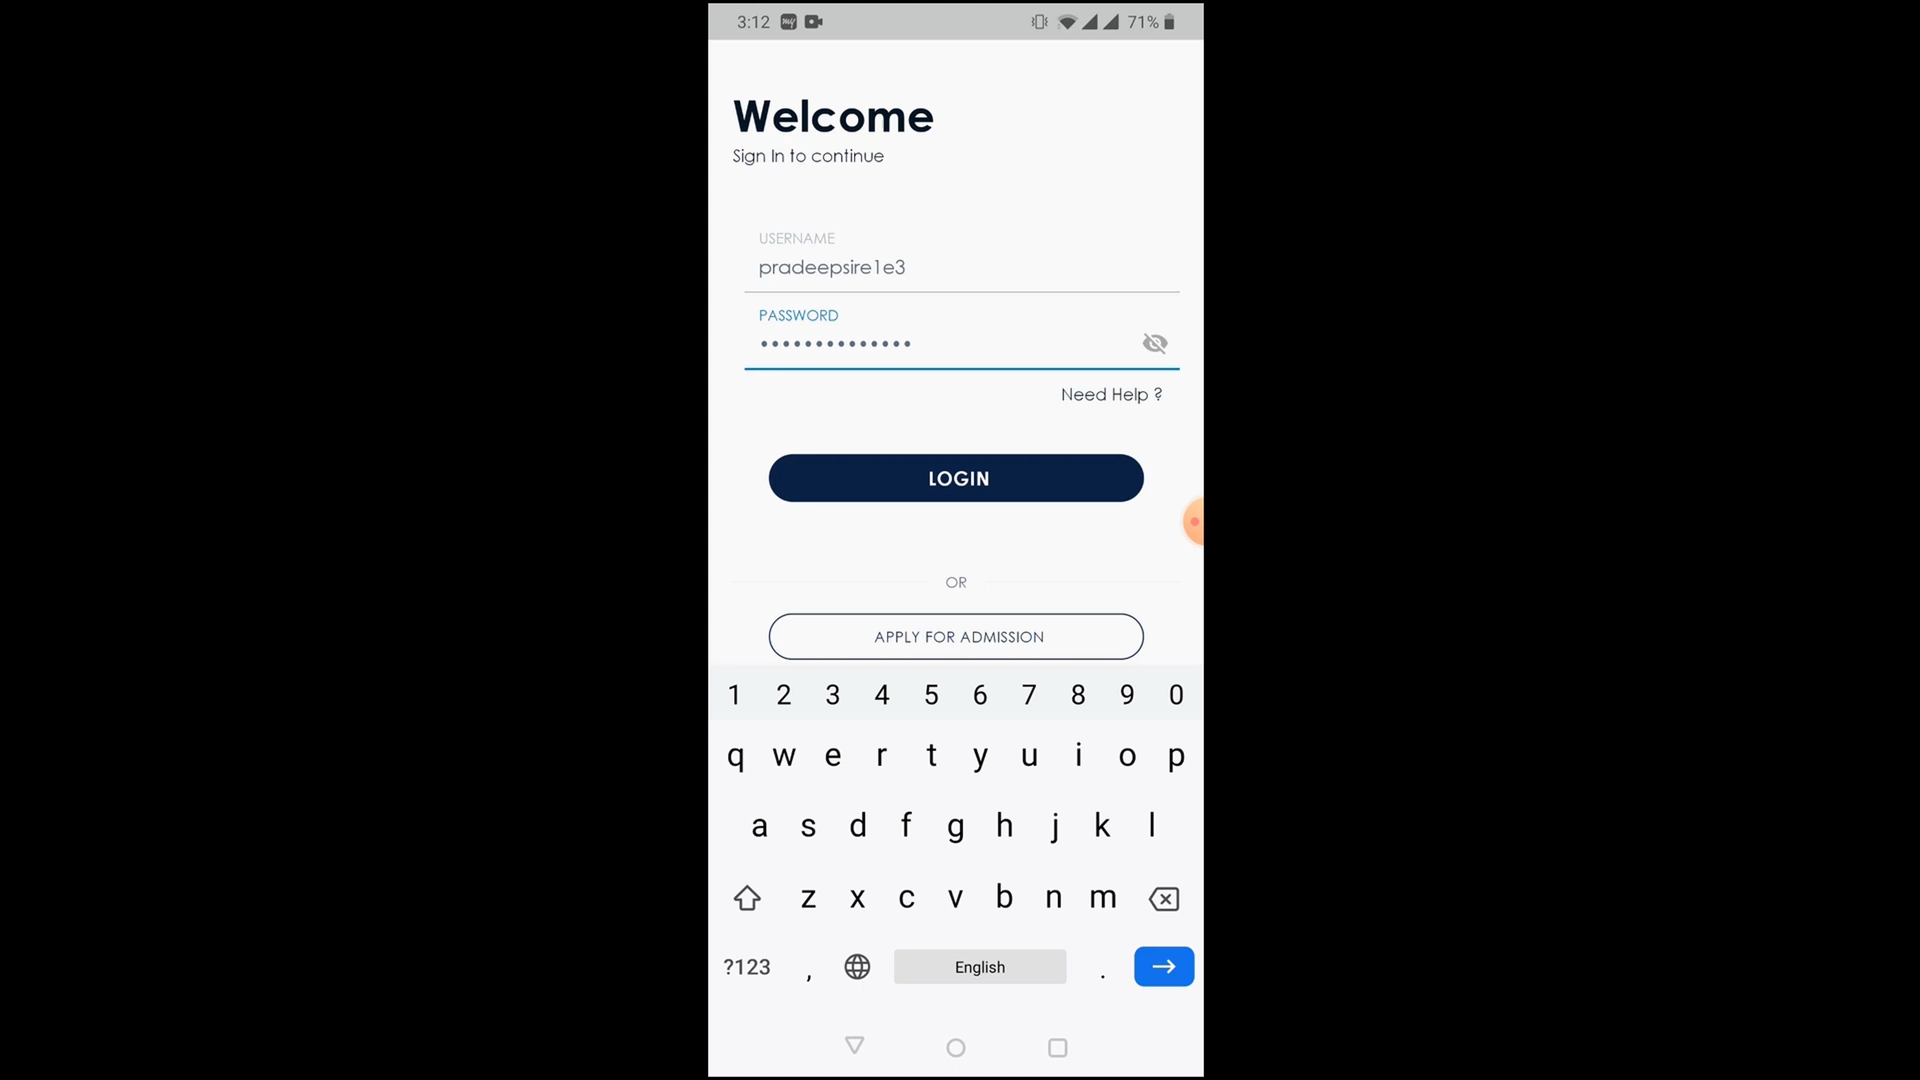 3:12 my 71%
Welcome
Sign In to continue
USERNAME
pradeepsire1e3
PASSWORD
••••••••••••••
Need Help ?
LOGIN
OR
APPLY FOR ADMISSION
1 2 3 4 5 6 7 8 9 0
q w e r t y u i o p
a s d f g h j k l
z x c v b n m
?123 , English .